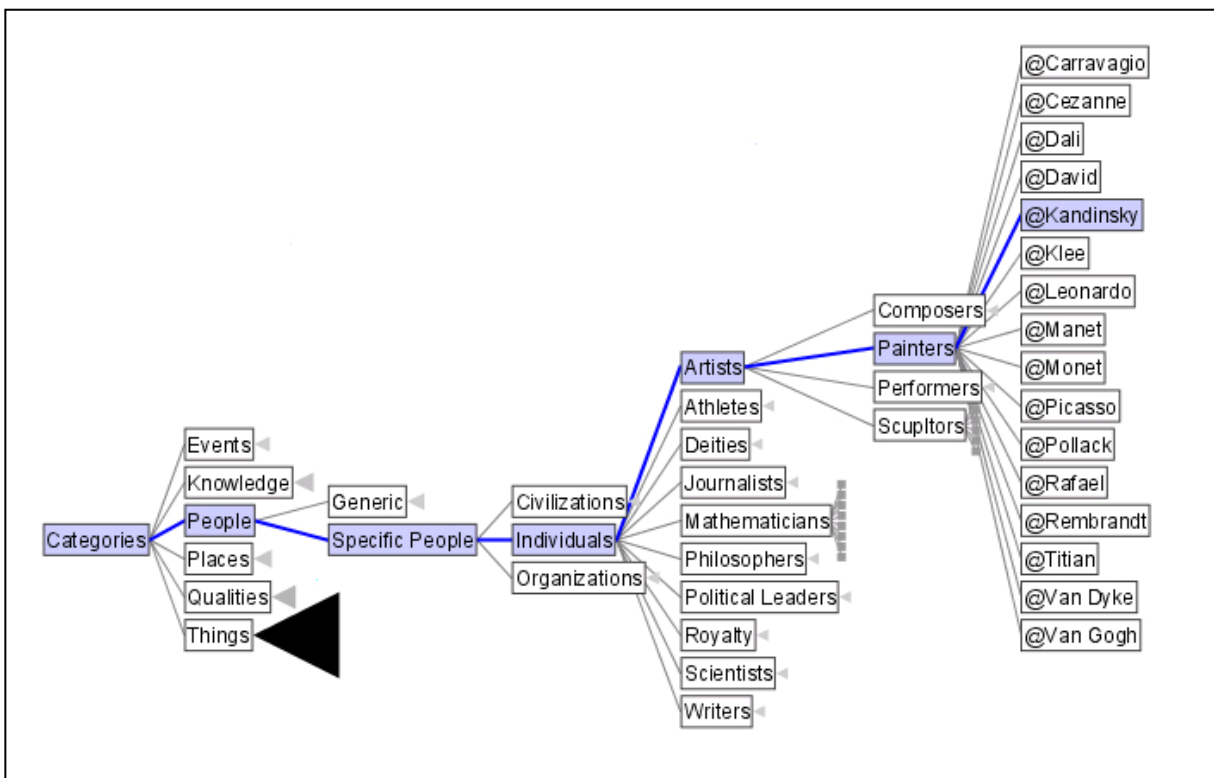 Categories
Events
Knowledge
People
Places
Qualities
Things
Generic
Specific People
Civilizations
Individuals
Organizations
Artists
Athletes
Deities
Journalists
Mathematicians
Philosophers
Political Leaders
Royalty
Scientists
Writers
Composers
Painters
Performers
Scupltors
@Carravagio
@Cezanne
@Dali
@David
@Kandinsky
@Klee
@Leonardo
@Manet
@Monet
@Picasso
@Pollack
@Rafael
@Rembrandt
@Titian
@Van Dyke
@Van Gogh